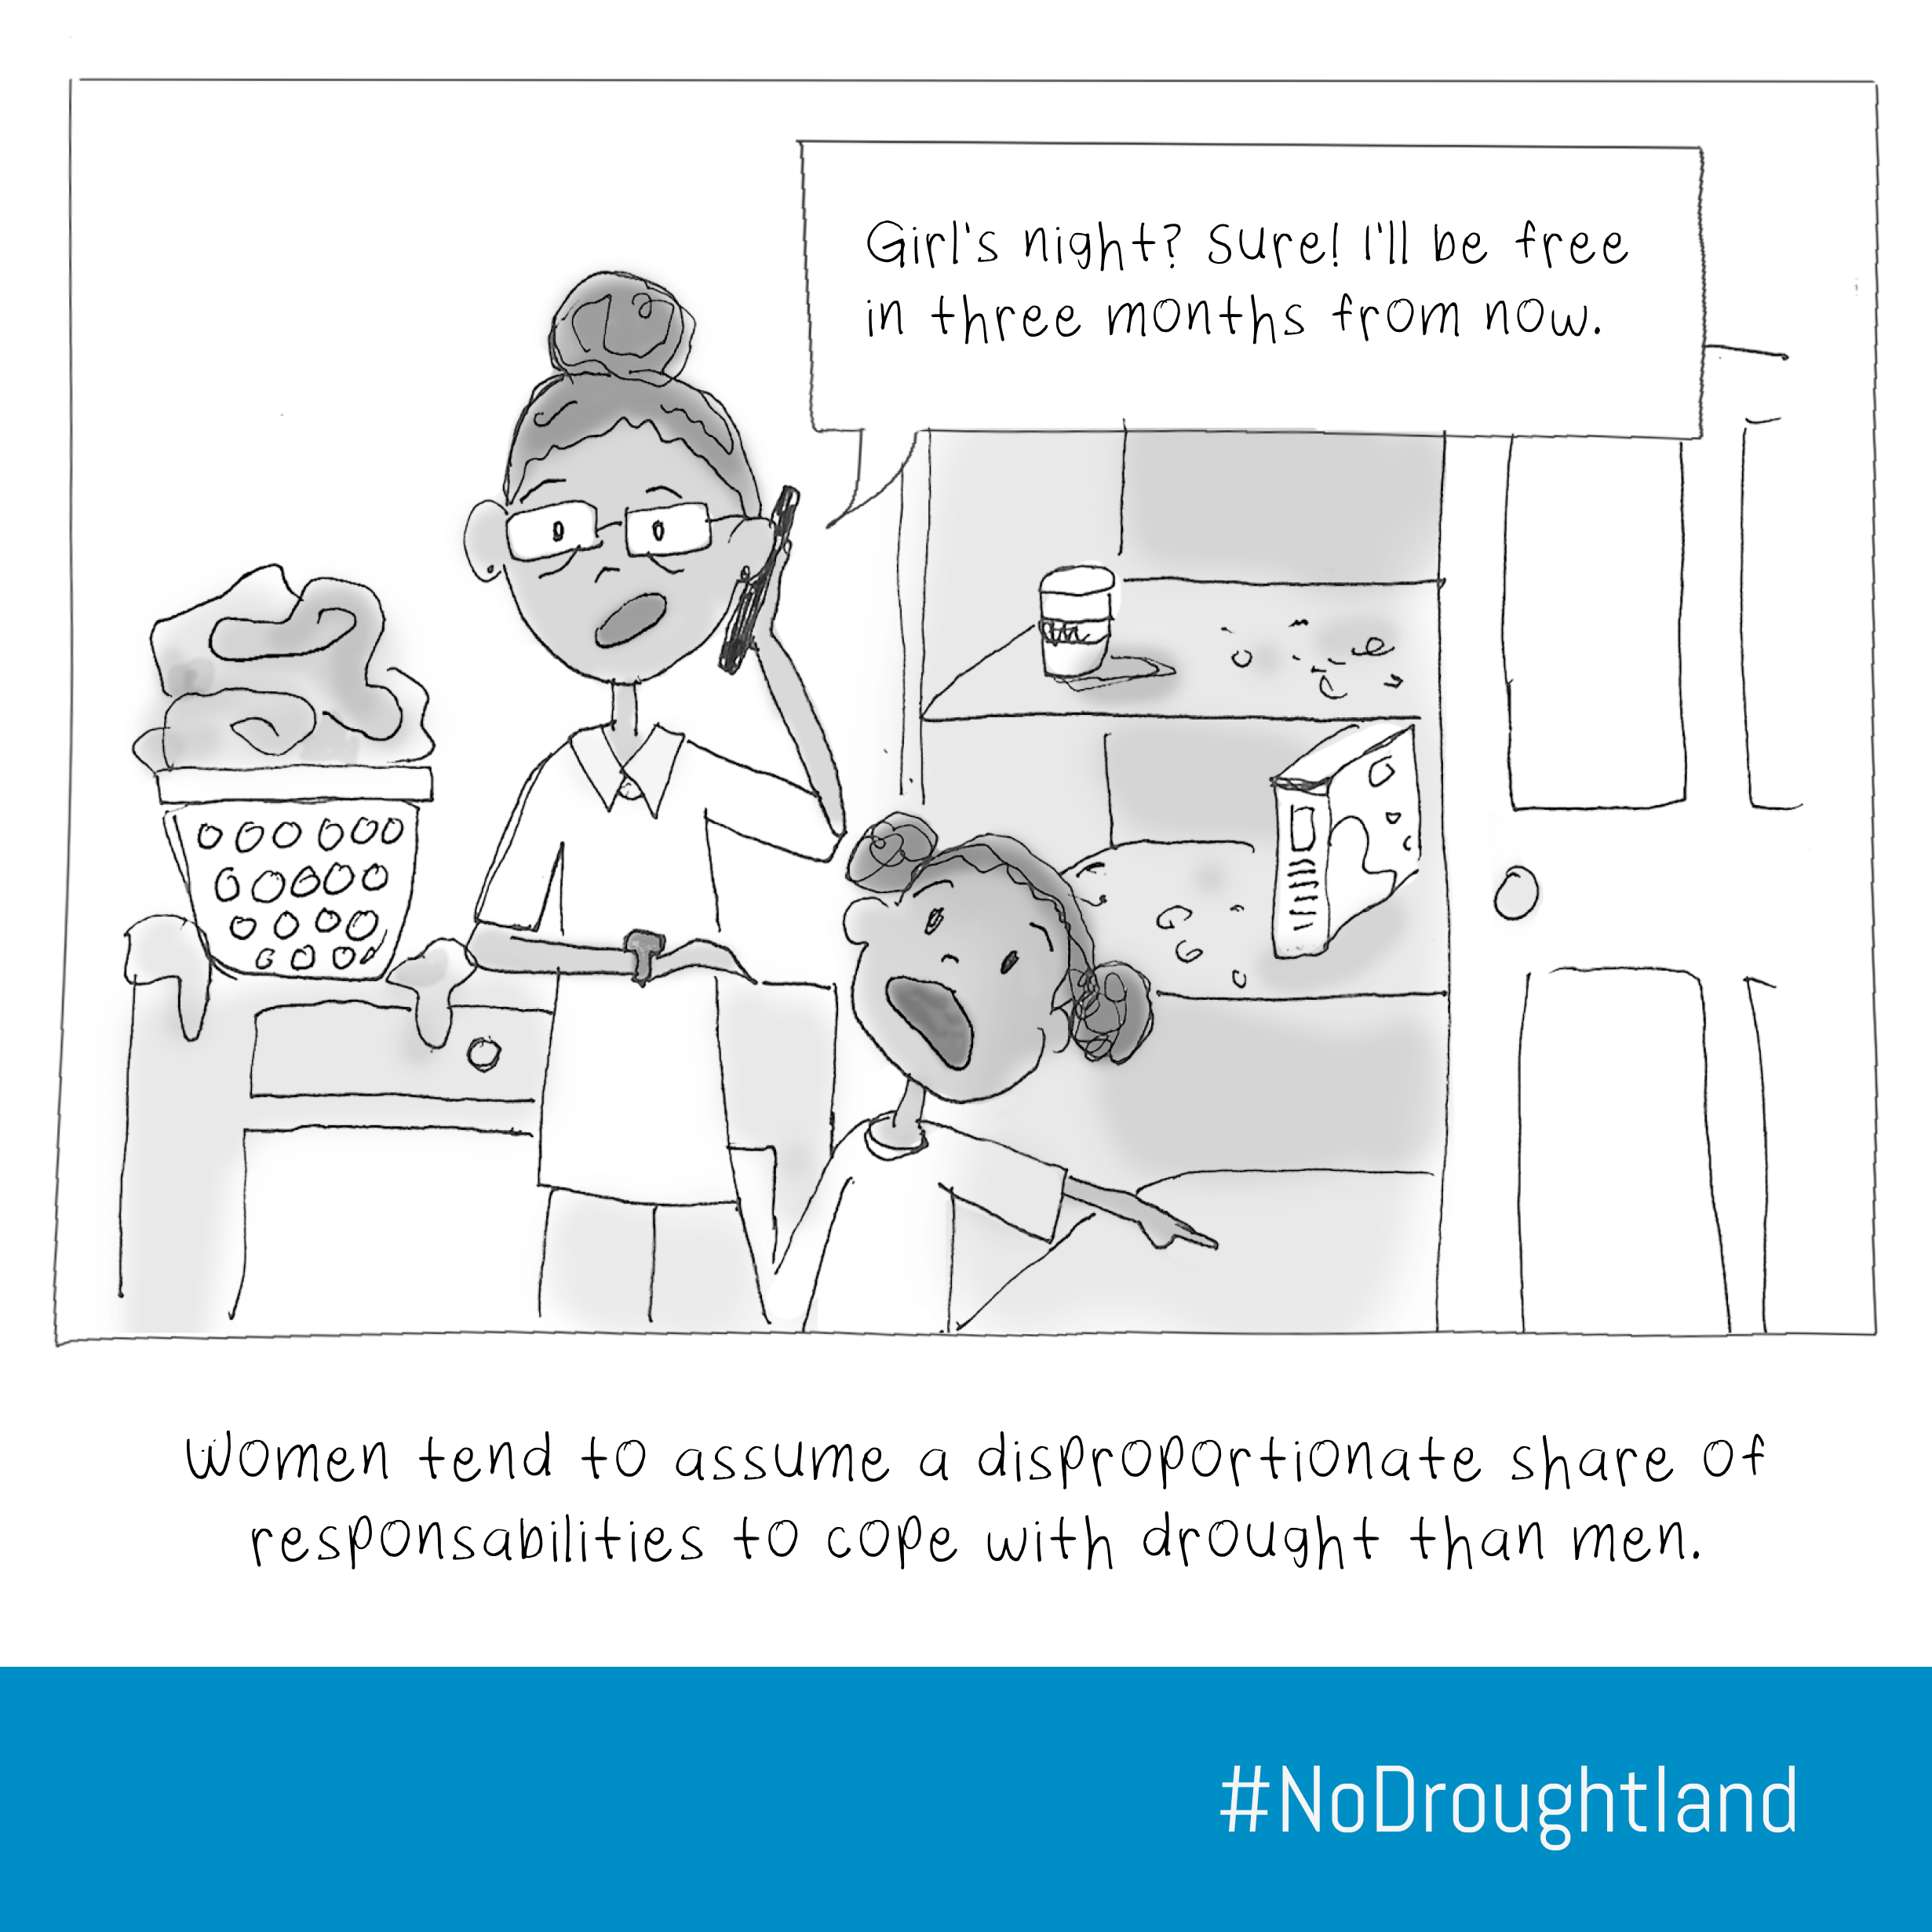 Girl's night? Sure! I'll be free
in three months from now.
Women tend to assume a disproportionate share of
responsabilities to cope with drought than men.
#NoDroughtland